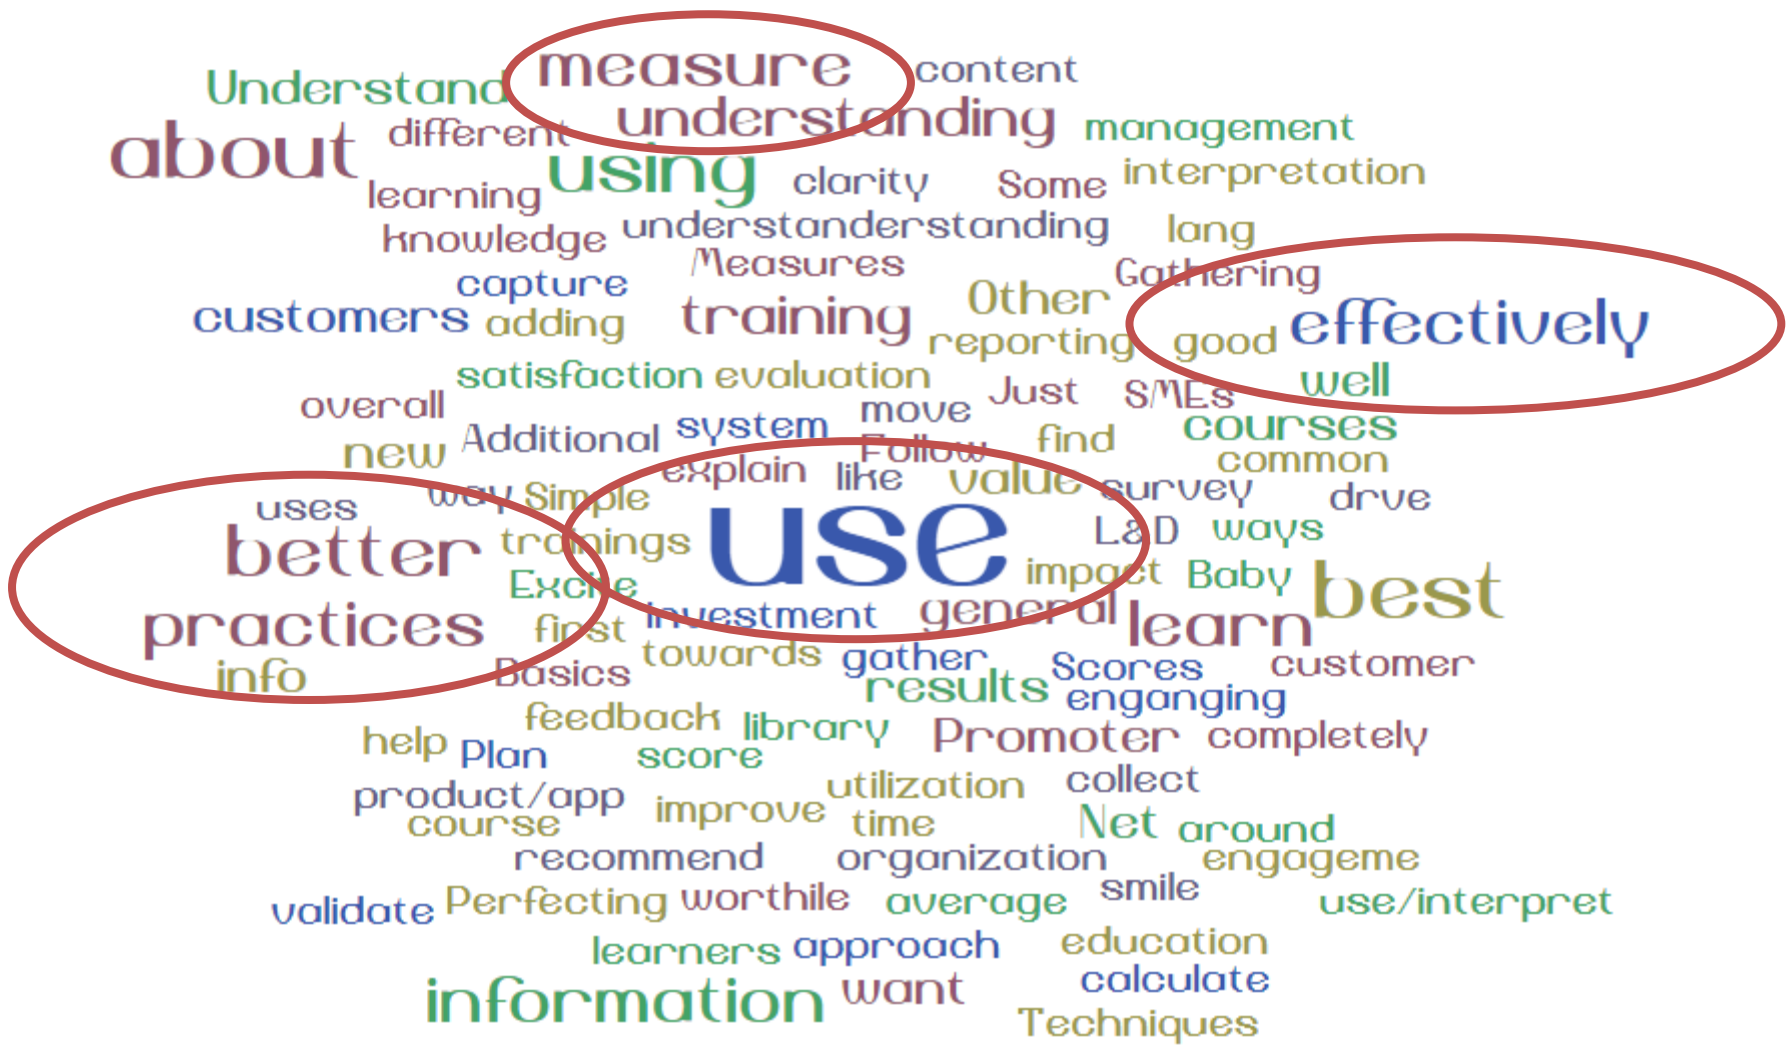 measure content
Understand
understanding management
about different
using clarity Some interpretation
learning
knowledge understanderstanding lang
Measures Gathering
capture Other
customers adding training effectively
reporting good
satisfaction evaluation well
overall move Just SMEs
new Additional system Follow find courses
explain like value common
uses way Simple survey drve
better trainings use L&D ways
Excite impact Baby best
practices first investment general learn
info Basics towards gather Scores customer
results enganging
feedback library Promoter completely
help Plan score
product/app improve utilization collect
course time Net around
recommend organization engageme
validate Perfecting worthile average smile use/interpret
learners approach education
information want calculate
Techniques